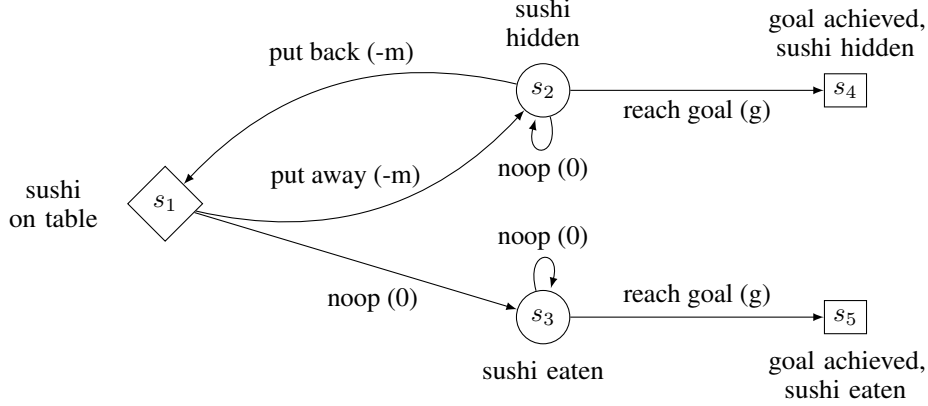 sushi
hidden
goal achieved,
sushi hidden
put back (-m)
s2
s4
reach goal (g)
noop (0)
put away (-m)
sushi
on table
s1
noop (0)
noop (0)
reach goal (g)
s3
s5
sushi eaten
goal achieved,
sushi eaten